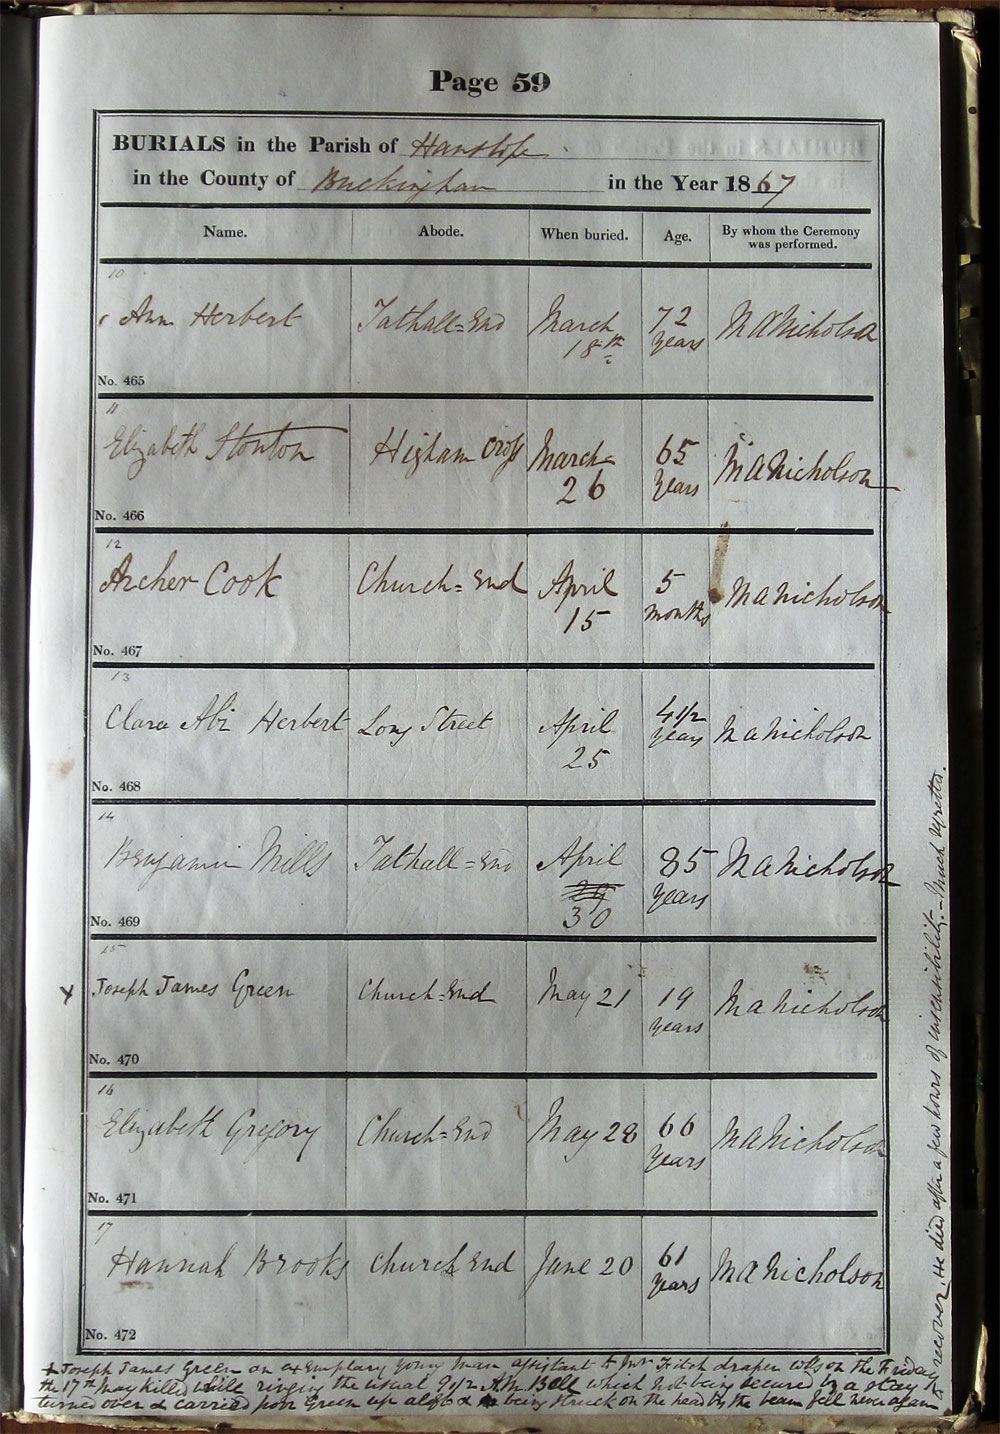 Page 59
BURIALS in the Parish of Hanslope
in the County of Buckingham in the Year 1867
Name. Abode. When buried. Age. By whom the Ceremony was performed.
10
Ann Herbert Tathall=End March 18th 72 years M A Nicholson
No. 465
11
Elizabeth Stonton Higham Cross March 26 65 years M A Nicholson
No. 466
12
Archer Cook Church=End April 15 5 months M A Nicholson
No. 467
13
Clara Abi Herbert Long Street April 25 4 1/2 years M A Nicholson
No. 468
14
Benjamin Mills Tathall=End April 29 30 85 years M A Nicholson
No. 469
15
x Joseph James Green Church=End May 21 19 years M A Nicholson
No. 470
16
Elizabeth Gregory Church=End May 28 66 years M A Nicholson
No. 471
17
Hannah Brooks Church End June 20 61 years M A Nicholson
No. 472
x Joseph James Green an exemplary young man assistant to Mr Fitch draper was on the Friday
the 17th May killed while ringing the usual 9 1/2 AM Bell which not being secured by a stay
turned over & carried poor Green up aloft & being struck on the head by the beam fell never again
to recover. He died after a few hours of insensibility. - Much regretted.